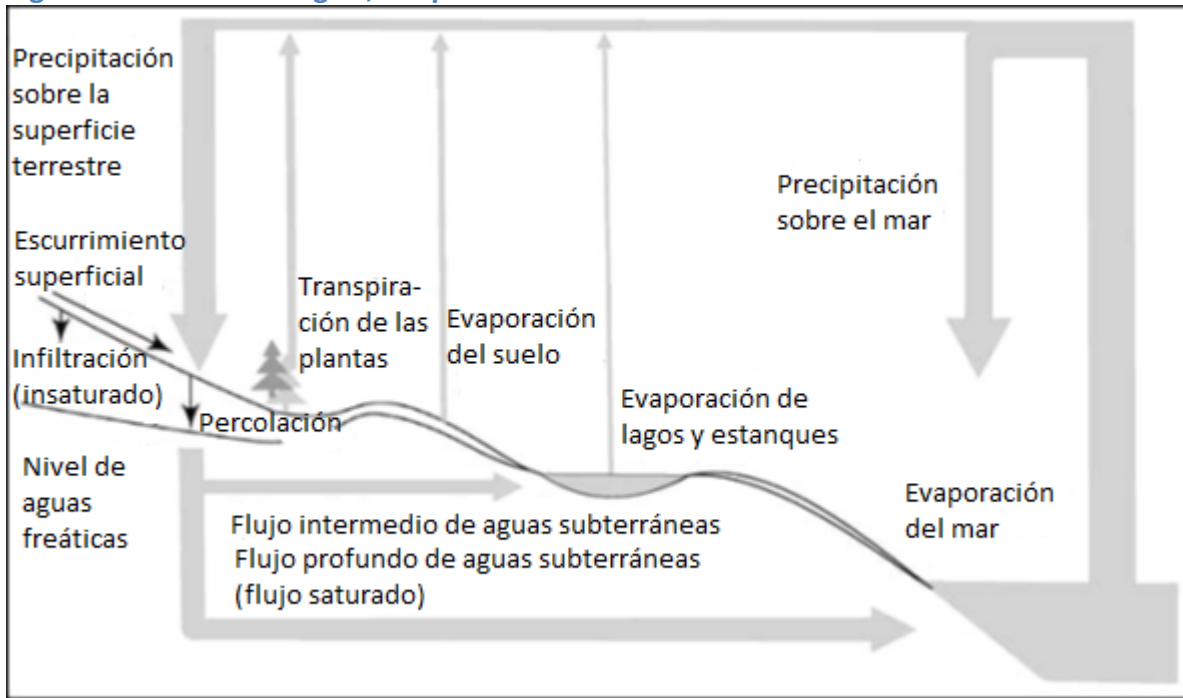 Precipitación
sobre la
superficie
terrestre
Escurrimiento
superficial
Infiltración
(insaturado)
Percolación
Nivel de
aguas
freáticas
Transpira-
ción de las
plantas
Evaporación
del suelo
Evaporación de
lagos y estanques
Precipitación
sobre el mar
Evaporación
del mar
Flujo intermedio de aguas subterráneas
Flujo profundo de aguas subterráneas
(flujo saturado)